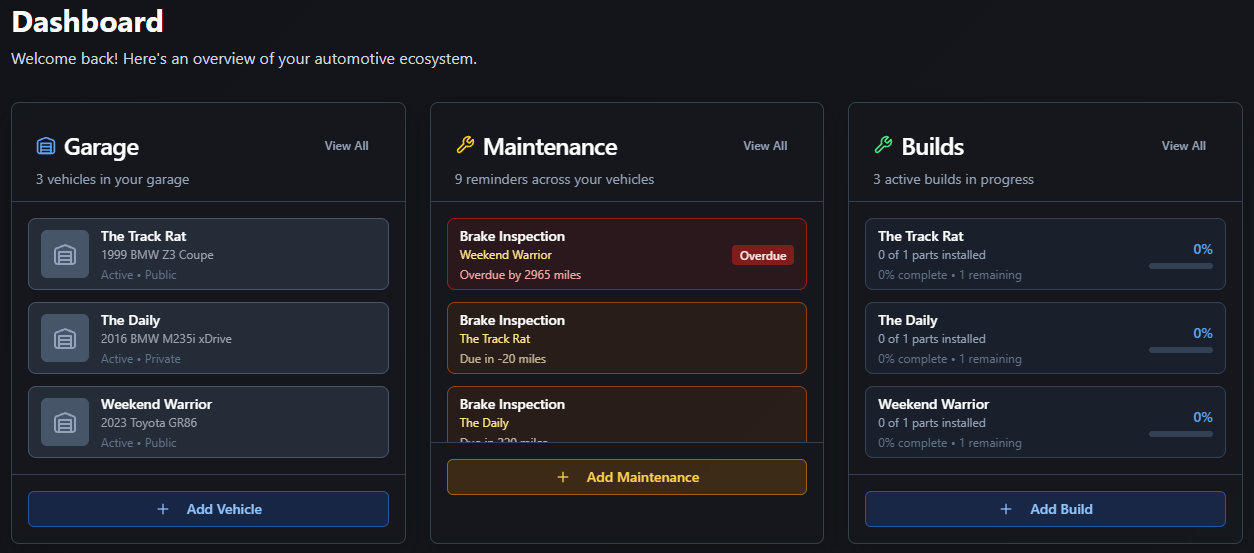 Dashboard
Welcome back! Here's an overview of your automotive ecosystem.
Garage
View All
3 vehicles in your garage
The Track Rat
1999 BMW Z3 Coupe
Active • Public
The Daily
2016 BMW M235i xDrive
Active • Private
Weekend Warrior
2023 Toyota GR86
Active • Public
+ Add Vehicle
Maintenance
View All
9 reminders across your vehicles
Brake Inspection
Weekend Warrior
Overdue by 2965 miles
Overdue
Brake Inspection
The Track Rat
Due in -20 miles
Brake Inspection
The Daily
Due in 229 miles
+ Add Maintenance
Builds
View All
3 active builds in progress
The Track Rat
0 of 1 parts installed
0% complete • 1 remaining
0%
The Daily
0 of 1 parts installed
0% complete • 1 remaining
0%
Weekend Warrior
0 of 1 parts installed
0% complete • 1 remaining
0%
+ Add Build